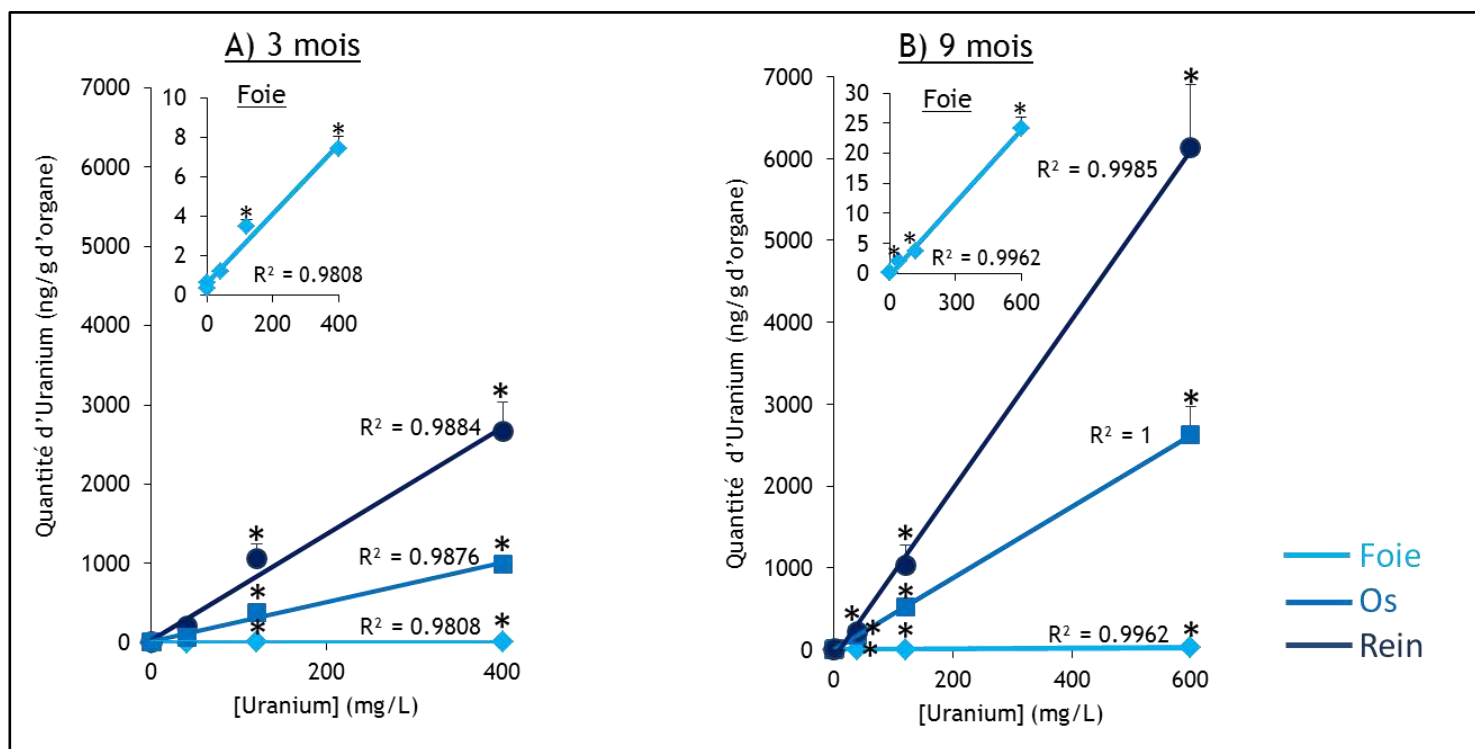 A) 3 mois
Quantité d'Uranium (ng/g d'organe)
7000
6000
5000
4000
3000
2000
1000
0
Foie
10
8
6
4
2
0
*
*
R² = 0.9808
0 200 400
*
R² = 0.9884
*
R² = 0.9876
*
*
R² = 0.9808
*
*
0 200 400
[Uranium] (mg/L)
B) 9 mois
Quantité d'Uranium (ng/g d'organe)
7000
6000
5000
4000
3000
2000
1000
0
Foie
30
25
20
15
10
5
0
*
*
*
R² = 0.9962
0 300 600
*
R² = 0.9985
*
R² = 1
*
*
*
*
*
*
R² = 0.9962
*
0 200 400 600
[Uranium] (mg/L)
Foie
Os
Rein